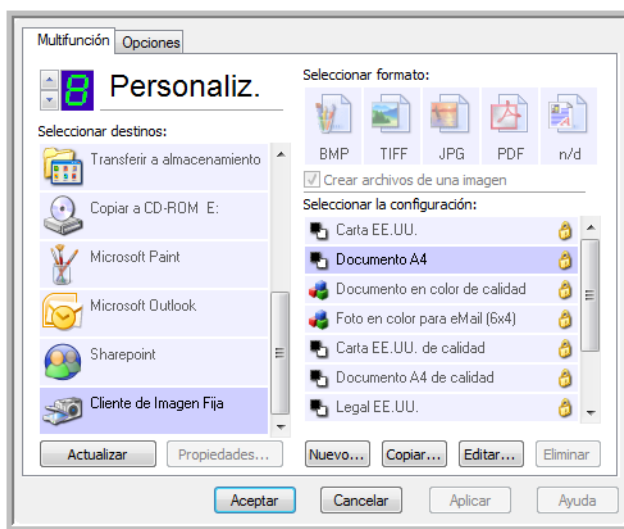 Multifunción
Opciones
8
Personaliz.
Seleccionar destinos:
Transferir a almacenamiento
Copiar a CD-ROM E:
Microsoft Paint
Microsoft Outlook
Sharepoint
Cliente de Imagen Fija
Actualizar
Propiedades...
Seleccionar formato:
BMP TIFF JPG PDF n/d
Crear archivos de una imagen
Seleccionar la configuración:
Carta EE.UU.
Documento A4
Documento en color de calidad
Foto en color para eMail (6x4)
Carta EE.UU. de calidad
Documento A4 de calidad
Legal EE.UU.
Nuevo... Copiar... Editar... Eliminar
Aceptar Cancelar Aplicar Ayuda